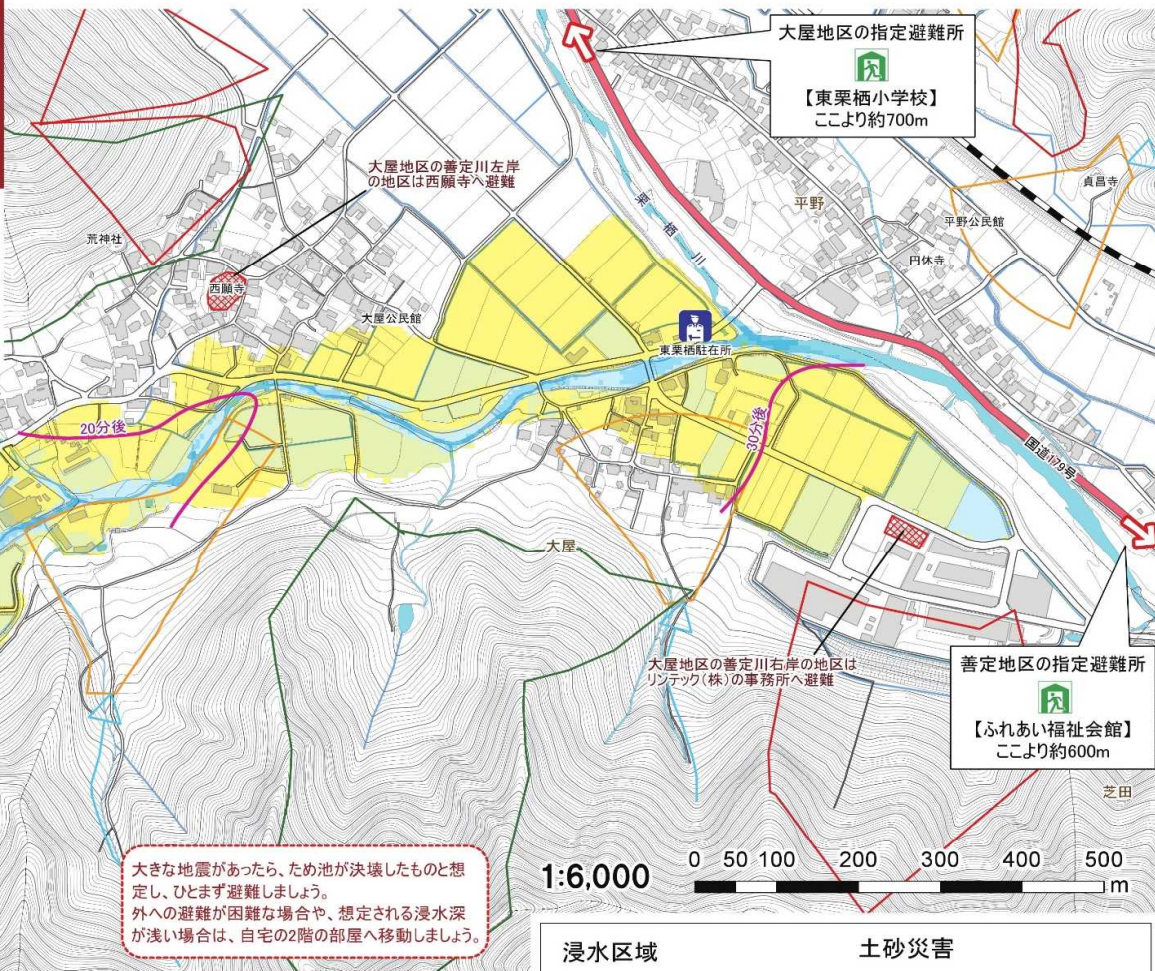 大屋地区の指定避難所
【東栗栖小学校】
ここより約700m
大屋地区の善定川左岸
の地区は西願寺へ避難
荒神社
西願寺
大屋公民館
栗栖川
平野
貞昌寺
平野公民館
円休寺
東栗栖駐在所
20分後
30分後
国道179号
大屋
大屋地区の善定川右岸の地区は
リンテック(株)の事務所へ避難
善定地区の指定避難所
【ふれあい福祉会館】
ここより約600m
芝田
大きな地震があったら、ため池が決壊したものと想
定し、ひとまず避難しましょう。
外への避難が困難な場合や、想定される浸水深
が浅い場合は、自宅の2階の部屋へ移動しましょう。
1:6,000
0 50 100 200 300 400 500
m
浸水区域 土砂災害